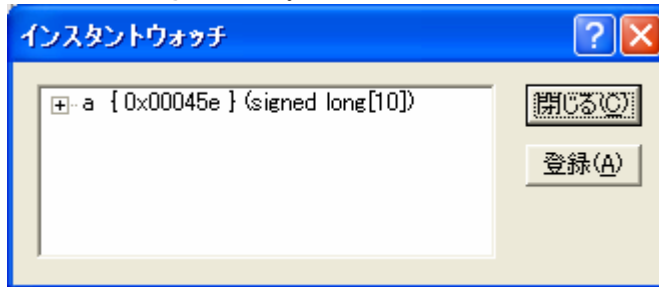 インスタントウォッチ
a { 0x00045e } (signed long[10])
閉じる(C)
登録(A)